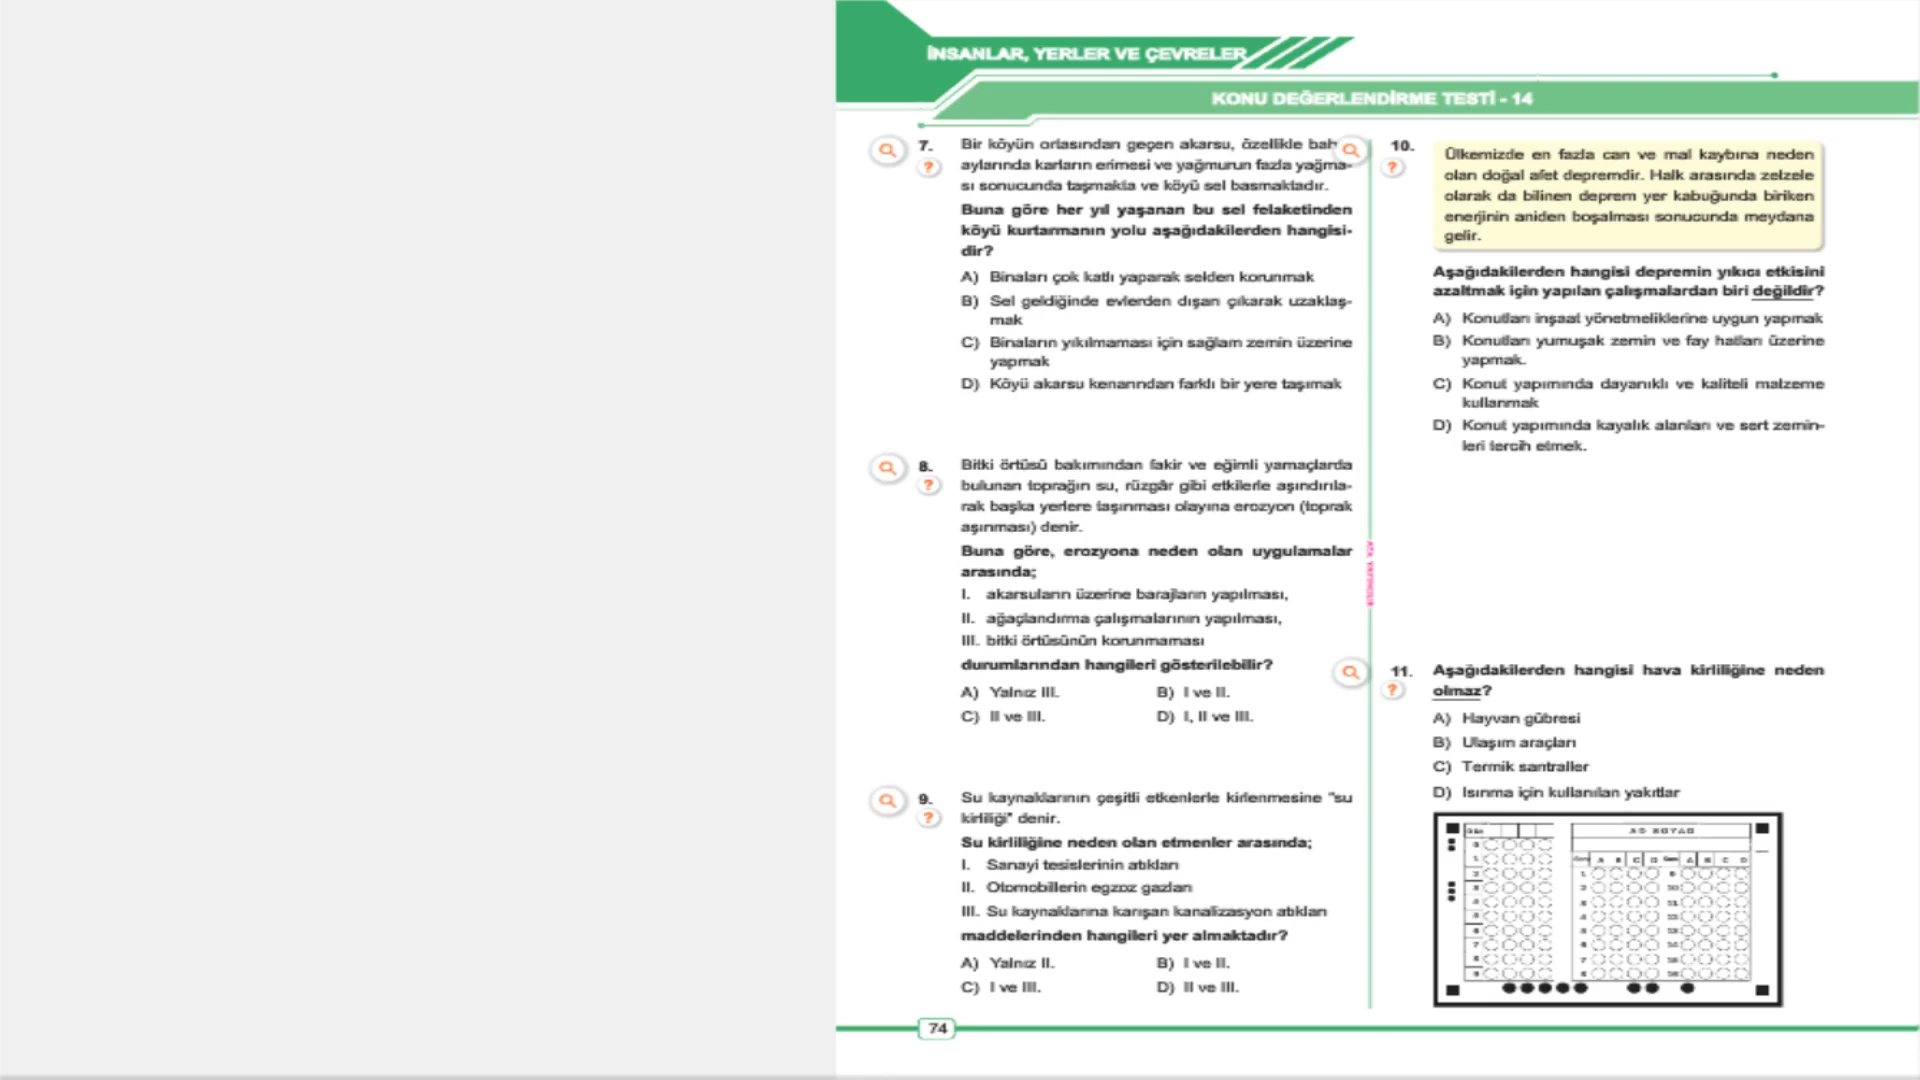 İNSANLAR, YERLER VE ÇEVRELER
KONU DEĞERLENDİRME TESTİ - 14
7. Bir köyün ortasından geçen akarsu, özellikle bah
aylarında karların erimesi ve yağmurun fazla yağma-
sı sonucunda taşmakta ve köyü sel basmaktadır.
Buna göre her yıl yaşanan bu sel felaketinden
köyü kurtarmanın yolu aşağıdakilerden hangisi-
dir?
A) Binaları çok katlı yaparak selden korunmak
B) Sel geldiğinde evlerden dışarı çıkarak uzaklaş-
mak
C) Binaların yıkılmaması için sağlam zemin üzerine
yapmak
D) Köyü akarsu kenarından farklı bir yere taşımak
8. Bitki örtüsü bakımından fakir ve eğimli yamaçlarda
bulunan toprağın su, rüzgâr gibi etkilerle aşındırıla-
rak başka yerlere taşınması olayına erozyon (toprak
aşınması) denir.
Buna göre, erozyona neden olan uygulamalar
arasında;
I. akarsuların üzerine barajların yapılması,
II. ağaçlandırma çalışmalarının yapılması,
III. bitki örtüsünün korunmaması
durumlarından hangileri gösterilebilir?
A) Yalnız III. B) I ve II.
C) II ve III. D) I, II ve III.
9. Su kaynaklarının çeşitli etkenlerle kirlenmesine "su
kirliliği" denir.
Su kirliliğine neden olan etmenler arasında;
I. Sanayi tesislerinin atıkları
II. Otomobillerin egzoz gazları
III. Su kaynaklarına karışan kanalizasyon atıkları
maddelerinden hangileri yer almaktadır?
A) Yalnız II. B) I ve II.
C) I ve III. D) II ve III.
74
10. Ülkemizde en fazla can ve mal kaybına neden
olan doğal afet depremdir. Halk arasında zelzele
olarak da bilinen deprem yer kabuğunda biriken
enerjinin aniden boşalması sonucunda meydana
gelir.
Aşağıdakilerden hangisi depremin yıkıcı etkisini
azaltmak için yapılan çalışmalardan biri değildir?
A) Konutları inşaat yönetmeliklerine uygun yapmak
B) Konutları yumuşak zemin ve fay hatları üzerine
yapmak.
C) Konut yapımında dayanıklı ve kaliteli malzeme
kullanmak
D) Konut yapımında kayalık alanları ve sert zemin-
leri tercih etmek.
11. Aşağıdakilerden hangisi hava kirliliğine neden
olmaz?
A) Hayvan gübresi
B) Ulaşım araçları
C) Termik santraller
D) Isınma için kullanılan yakıtlar
AD SOYAD